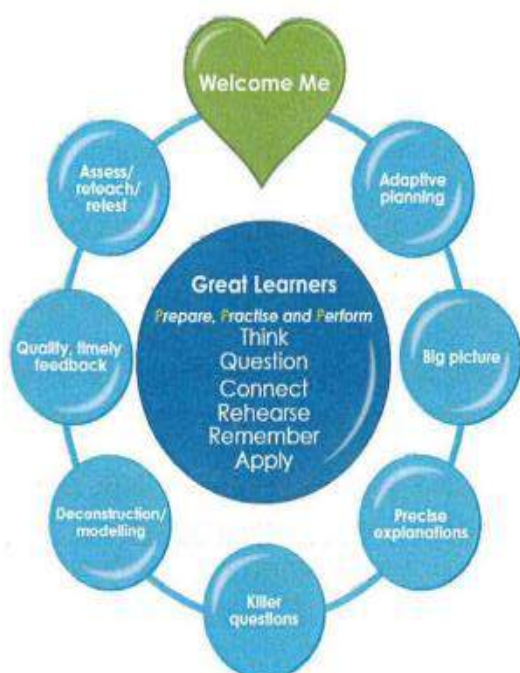 Welcome Me
Adaptive
planning
Big picture
Precise
explanations
Killer
questions
Deconstruction/
modelling
Quality, timely
feedback
Assess/
reteach/
retest
Great Learners
Prepare, Practise and Perform
Think
Question
Connect
Rehearse
Remember
Apply